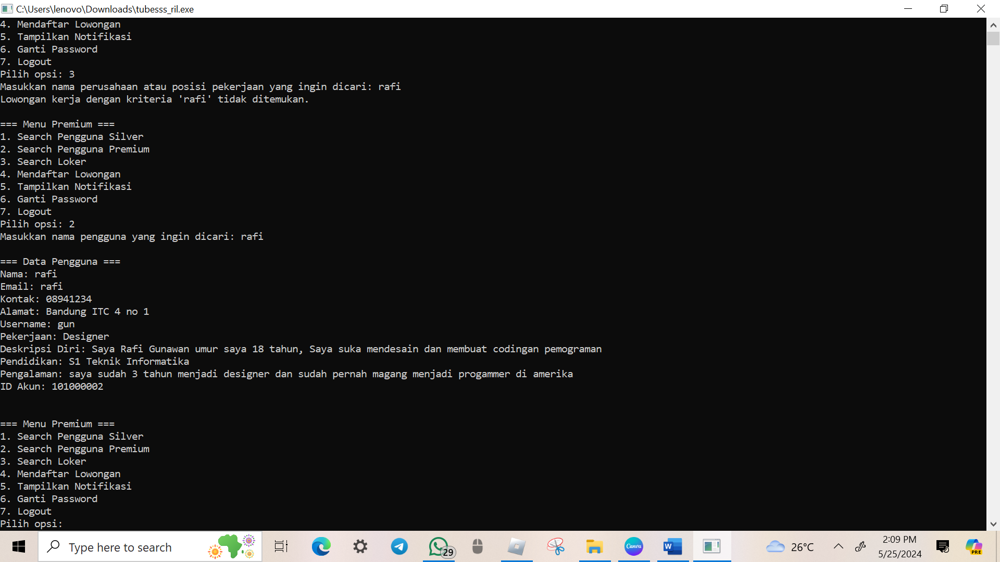 C:\Users\lenovo\Downloads\tubesss_ril.exe
4. Mendaftar Lowongan
5. Tampilkan Notifikasi
6. Ganti Password
7. Logout
Pilih opsi: 3
Masukkan nama perusahaan atau posisi pekerjaan yang ingin dicari: rafi
Lowongan kerja dengan kriteria 'rafi' tidak ditemukan.
=== Menu Premium ===
1. Search Pengguna Silver
2. Search Pengguna Premium
3. Search Loker
4. Mendaftar Lowongan
5. Tampilkan Notifikasi
6. Ganti Password
7. Logout
Pilih opsi: 2
Masukkan nama pengguna yang ingin dicari: rafi
=== Data Pengguna ===
Nama: rafi
Email: rafi
Kontak: 08941234
Alamat: Bandung ITC 4 no 1
Username: gun
Pekerjaan: Designer
Deskripsi Diri: Saya Rafi Gunawan umur saya 18 tahun, Saya suka mendesain dan membuat codingan pemograman
Pendidikan: S1 Teknik Informatika
Pengalaman: saya sudah 3 tahun menjadi designer dan sudah pernah magang menjadi progammer di amerika
ID Akun: 101000002
=== Menu Premium ===
1. Search Pengguna Silver
2. Search Pengguna Premium
3. Search Loker
4. Mendaftar Lowongan
5. Tampilkan Notifikasi
6. Ganti Password
7. Logout
Pilih opsi:
Type here to search
29
Canva
W
26°C
2:09 PM
5/25/2024
PRE